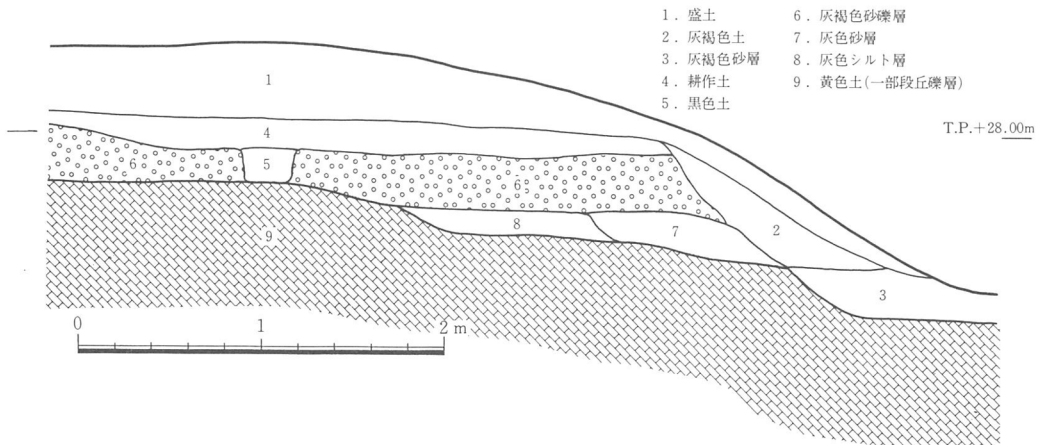 1．盛土
2．灰褐色土
3．灰褐色砂層
4．耕作土
5．黒色土
6．灰褐色砂礫層
7．灰色砂層
8．灰色シルト層
9．黄色土(一部段丘礫層)
T.P.+28.00m
1
4
6
5
6
8
7
2
9
3
0 1 2 m